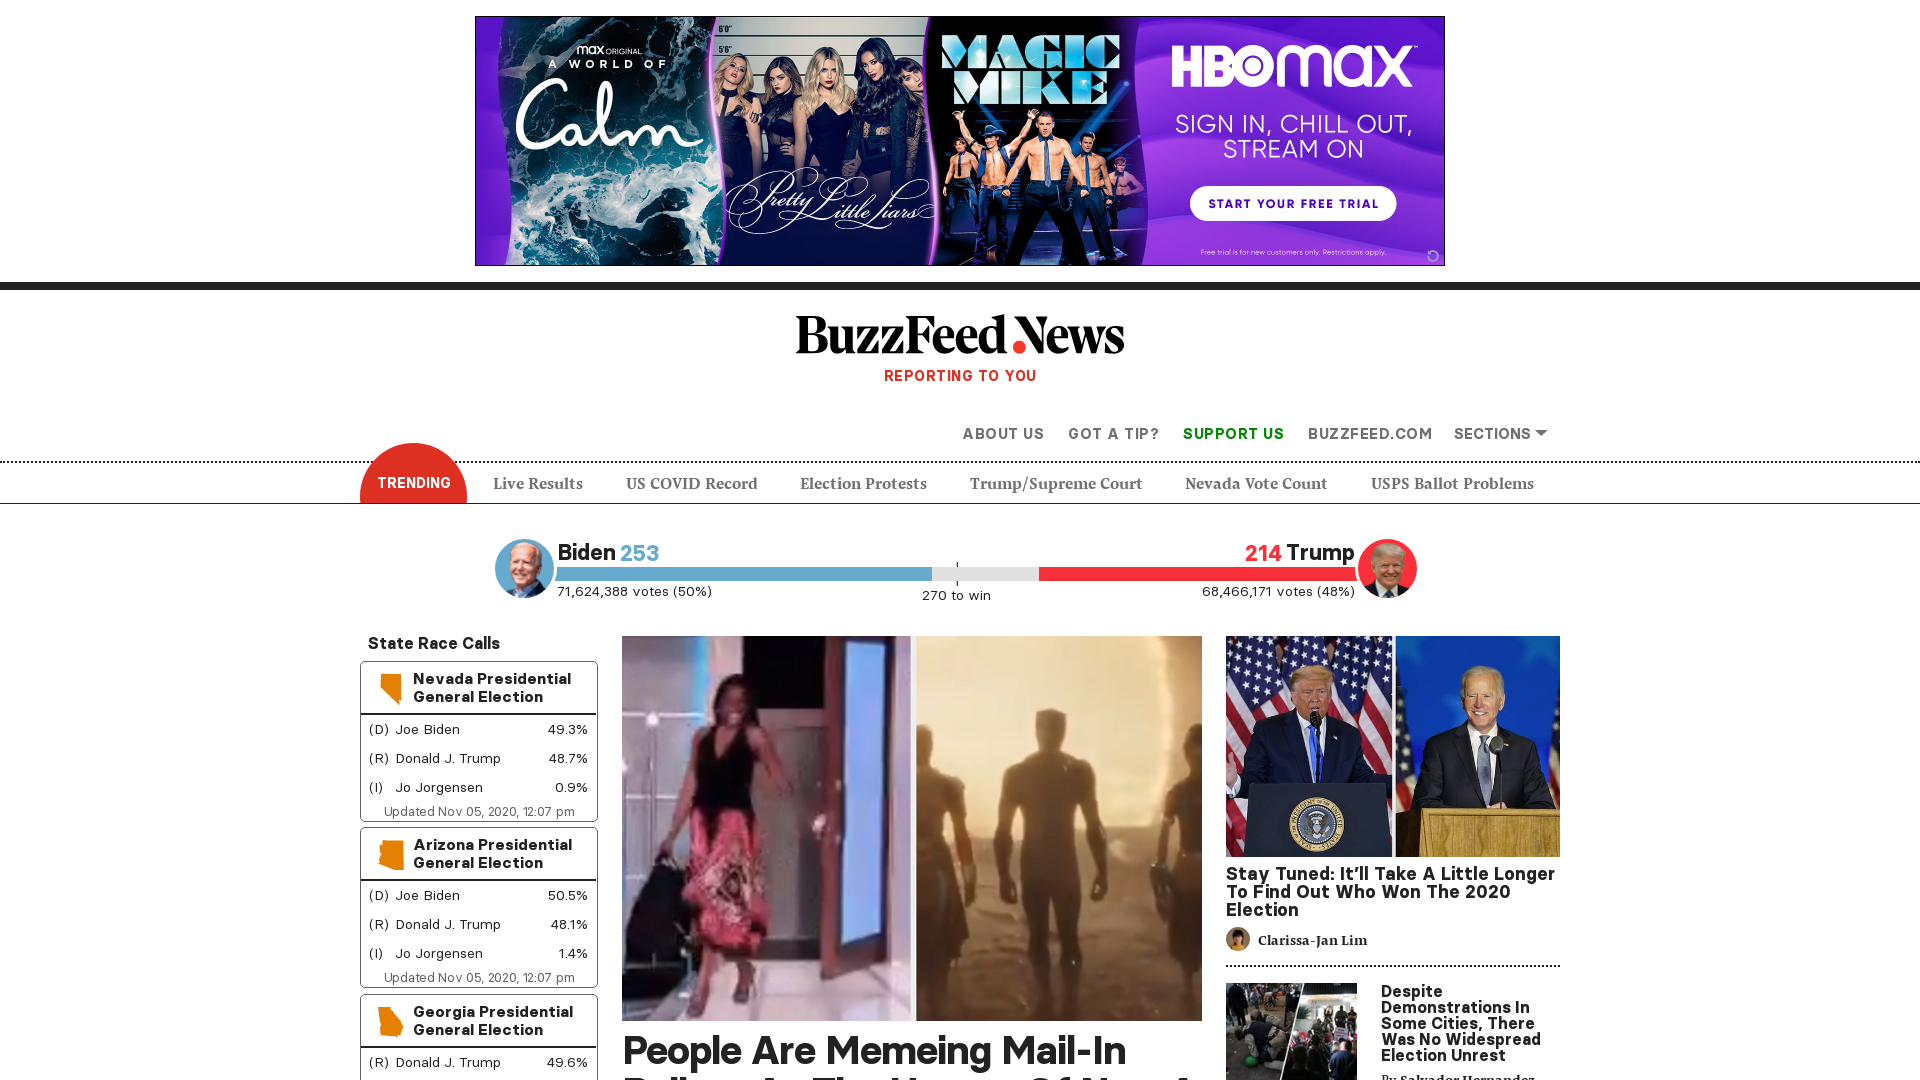 max ORIGINAL
A WORLD OF
Calm
6'0"
5'6"
Pretty Little Liars
MAGIC
MIKE
HBOmax
SIGN IN, CHILL OUT,
STREAM ON
START YOUR FREE TRIAL
Free trial is for new customers only. Restrictions apply.
BuzzFeed News
REPORTING TO YOU
ABOUT US GOT A TIP? SUPPORT US BUZZFEED.COM SECTIONS
TRENDING Live Results US COVID Record Election Protests Trump/Supreme Court Nevada Vote Count USPS Ballot Problems
Biden 253 214 Trump
71,624,388 votes (50%) 270 to win 68,466,171 votes (48%)
State Race Calls
Nevada Presidential
General Election
(D) Joe Biden 49.3%
(R) Donald J. Trump 48.7%
(I) Jo Jorgensen 0.9%
Updated Nov 05, 2020, 12:07 pm
Arizona Presidential
General Election
(D) Joe Biden 50.5%
(R) Donald J. Trump 48.1%
(I) Jo Jorgensen 1.4%
Updated Nov 05, 2020, 12:07 pm
Georgia Presidential
General Election
(R) Donald J. Trump 49.6%
People Are Memeing Mail-In
Stay Tuned: It'll Take A Little Longer
To Find Out Who Won The 2020
Election
Clarissa-Jan Lim
Despite
Demonstrations In
Some Cities, There
Was No Widespread
Election Unrest
By Salvador Hernandez